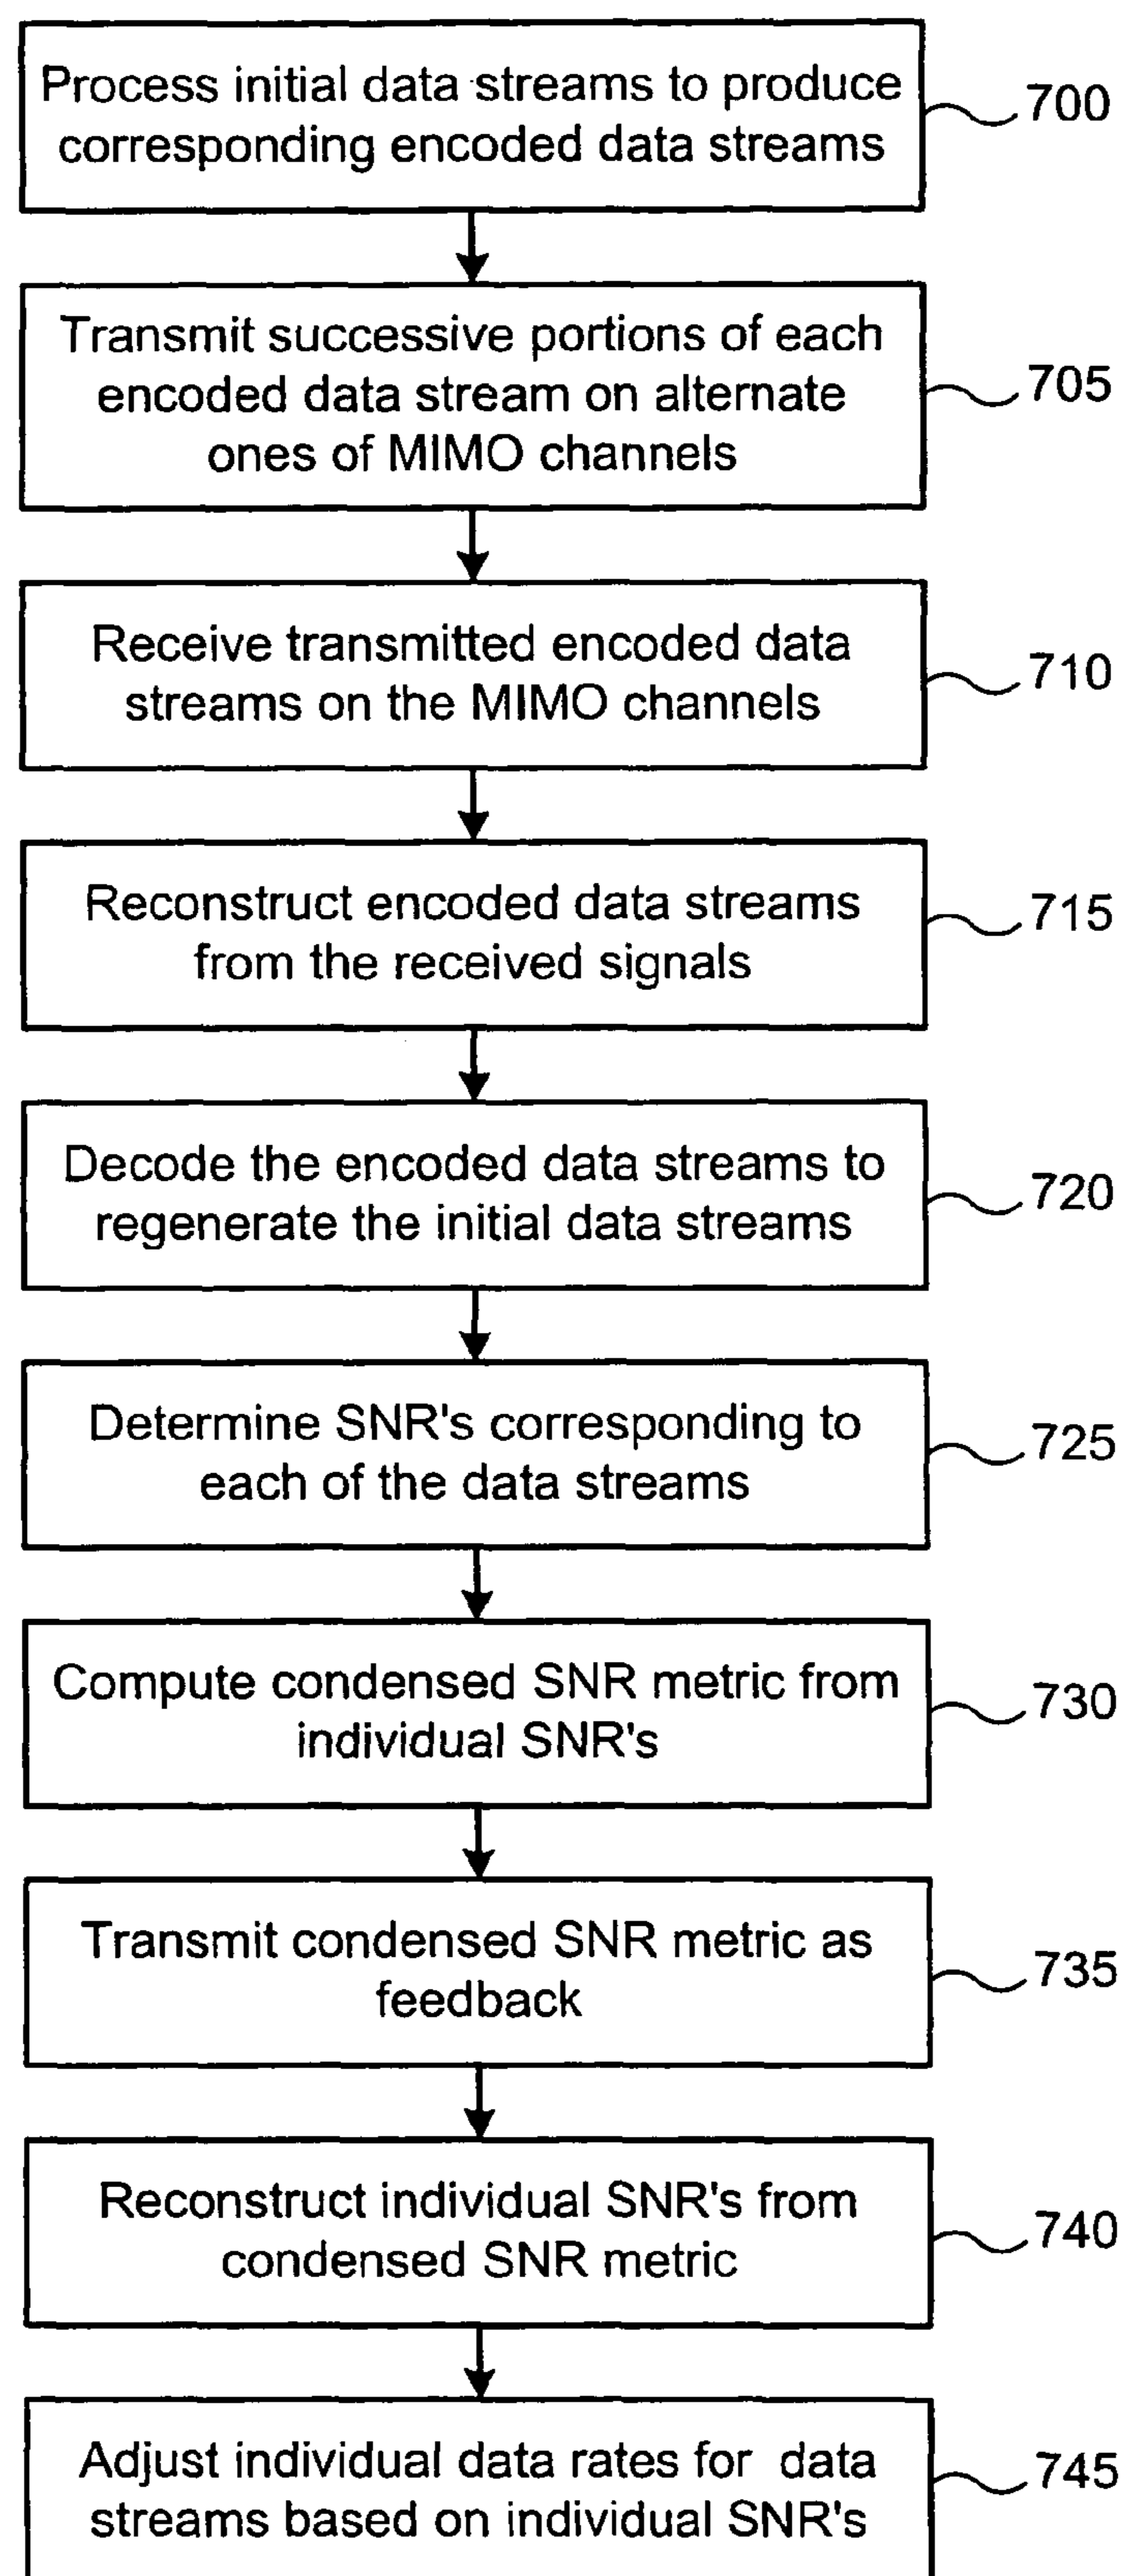 Process initial data streams to produce
corresponding encoded data streams
700
Transmit successive portions of each
encoded data stream on alternate
ones of MIMO channels
705
Receive transmitted encoded data
streams on the MIMO channels
710
Reconstruct encoded data streams
from the received signals
715
Decode the encoded data streams to
regenerate the initial data streams
720
Determine SNR's corresponding to
each of the data streams
725
Compute condensed SNR metric from
individual SNR's
730
Transmit condensed SNR metric as
feedback
735
Reconstruct individual SNR's from
condensed SNR metric
740
Adjust individual data rates for data
streams based on individual SNR's
745